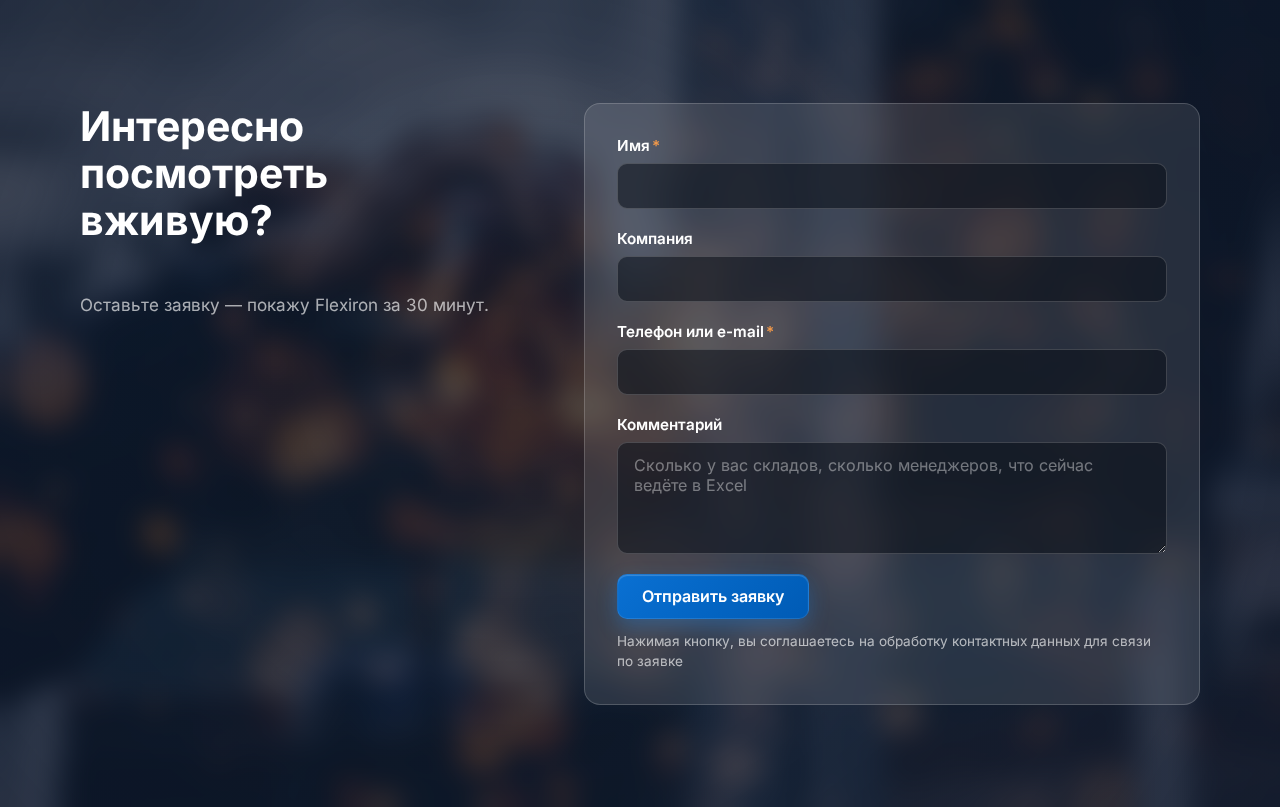 Интересно
посмотреть
вживую?
Оставьте заявку — покажу Flexiron за 30 минут.
Имя *
Компания
Телефон или e-mail *
Комментарий
Сколько у вас складов, сколько менеджеров, что сейчас
ведёте в Excel
Отправить заявку
Нажимая кнопку, вы соглашаетесь на обработку контактных данных для связи
по заявке